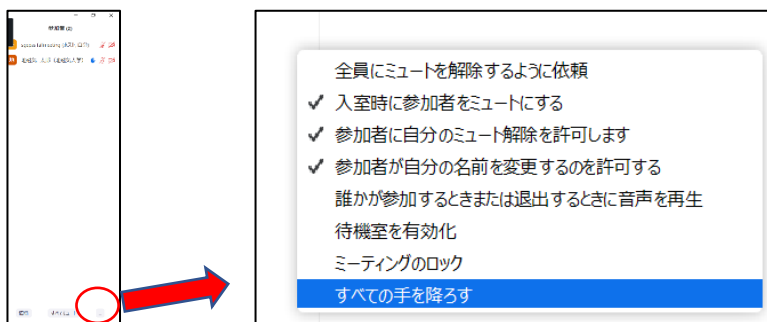 参加者 (2)
全員にミュートを解除するように依頼
入室時に参加者をミュートにする
参加者に自分のミュート解除を許可します
参加者が自分の名前を変更するのを許可する
誰かが参加するときまたは退出するときに音声を再生
待機室を有効化
ミーティングのロック
すべての手を降ろす